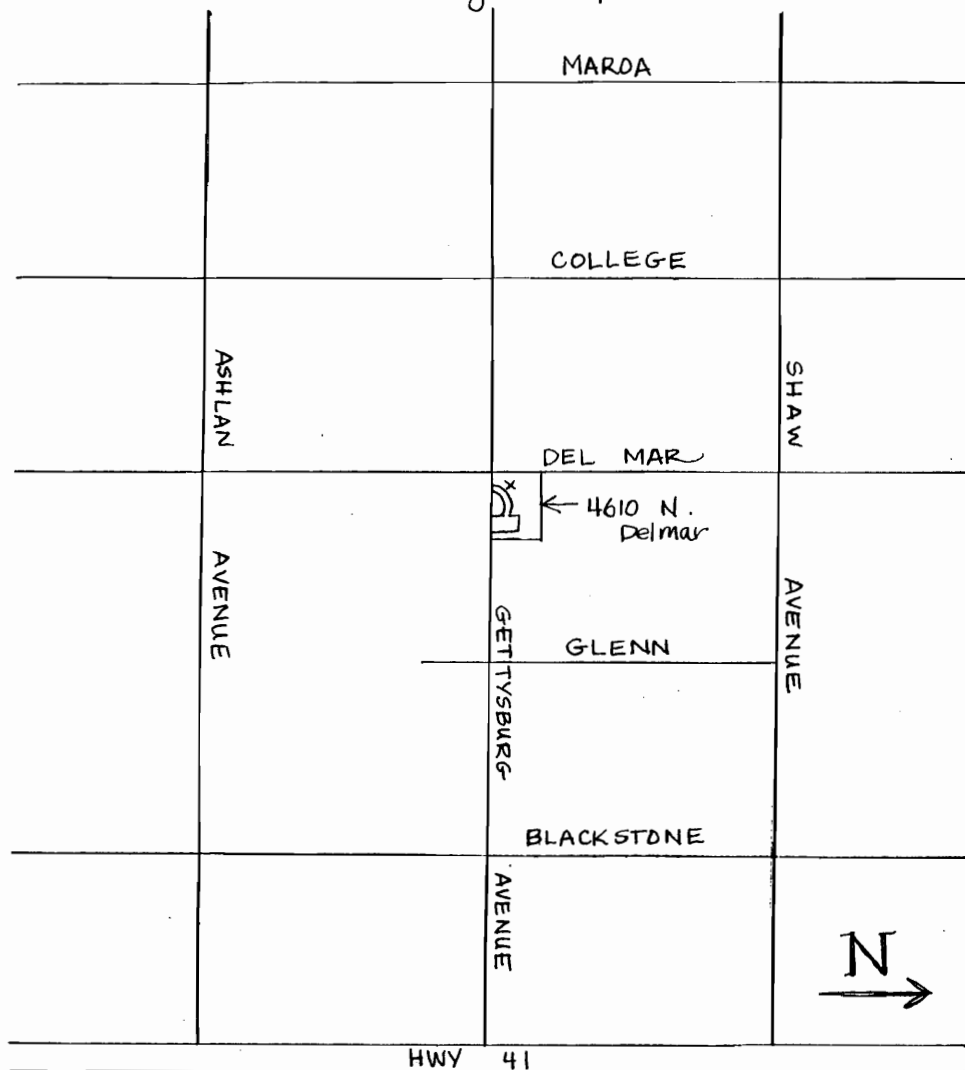 MAROA
COLLEGE
ASHLAN
SHAW
DEL MAR
X
4610 N.
Delmar
AVENUE
AVENUE
GETTYSBURG
GLENN
BLACKSTONE
AVENUE
N
HWY 41